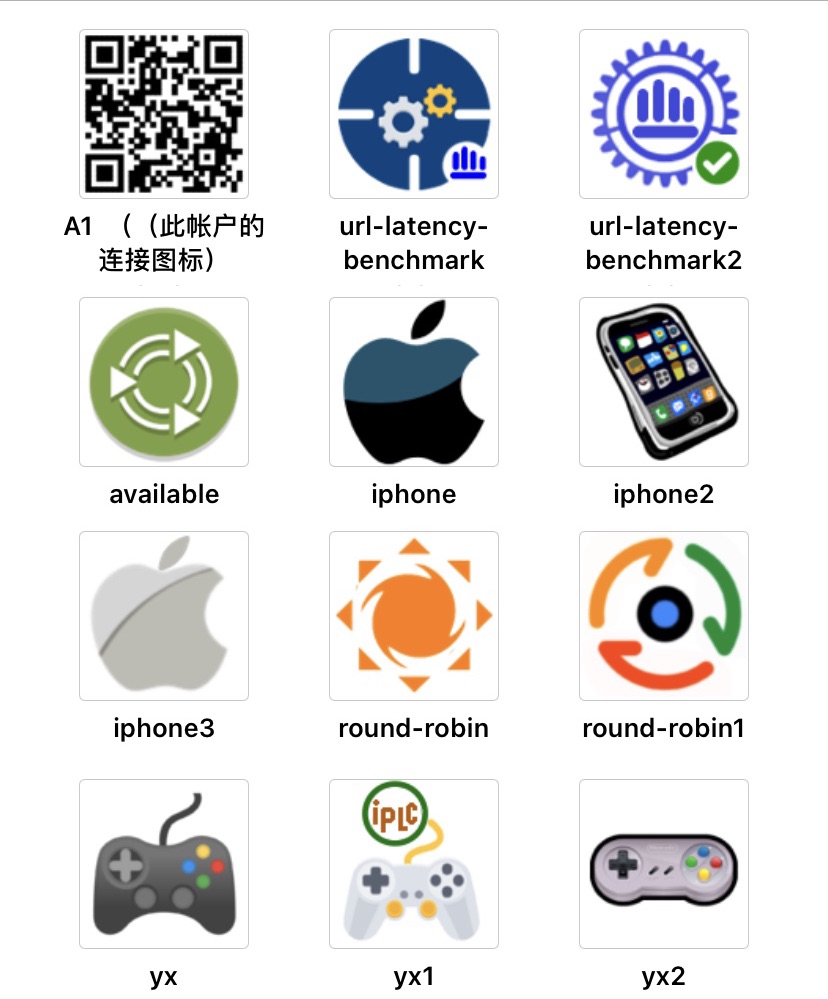 A1 （（此帐户的
连接图标）
url-latency-
benchmark
url-latency-
benchmark2
available
iphone
iphone2
iphone3
round-robin
round-robin1
yx
iPLC
yx1
yx2